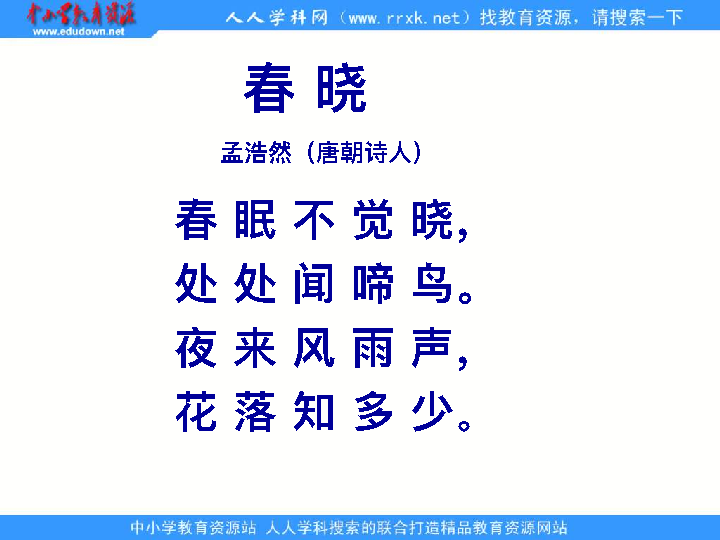 中小学教育资源
www.edudown.net
人人学科网（www.rrxk.net）找教育资源，请搜索一下
春 晓
孟浩然（唐朝诗人）
春 眠 不 觉 晓，
处 处 闻 啼 鸟。
夜 来 风 雨 声，
花 落 知 多 少。
中小学教育资源站 人人学科搜索的联合打造精品教育资源网站